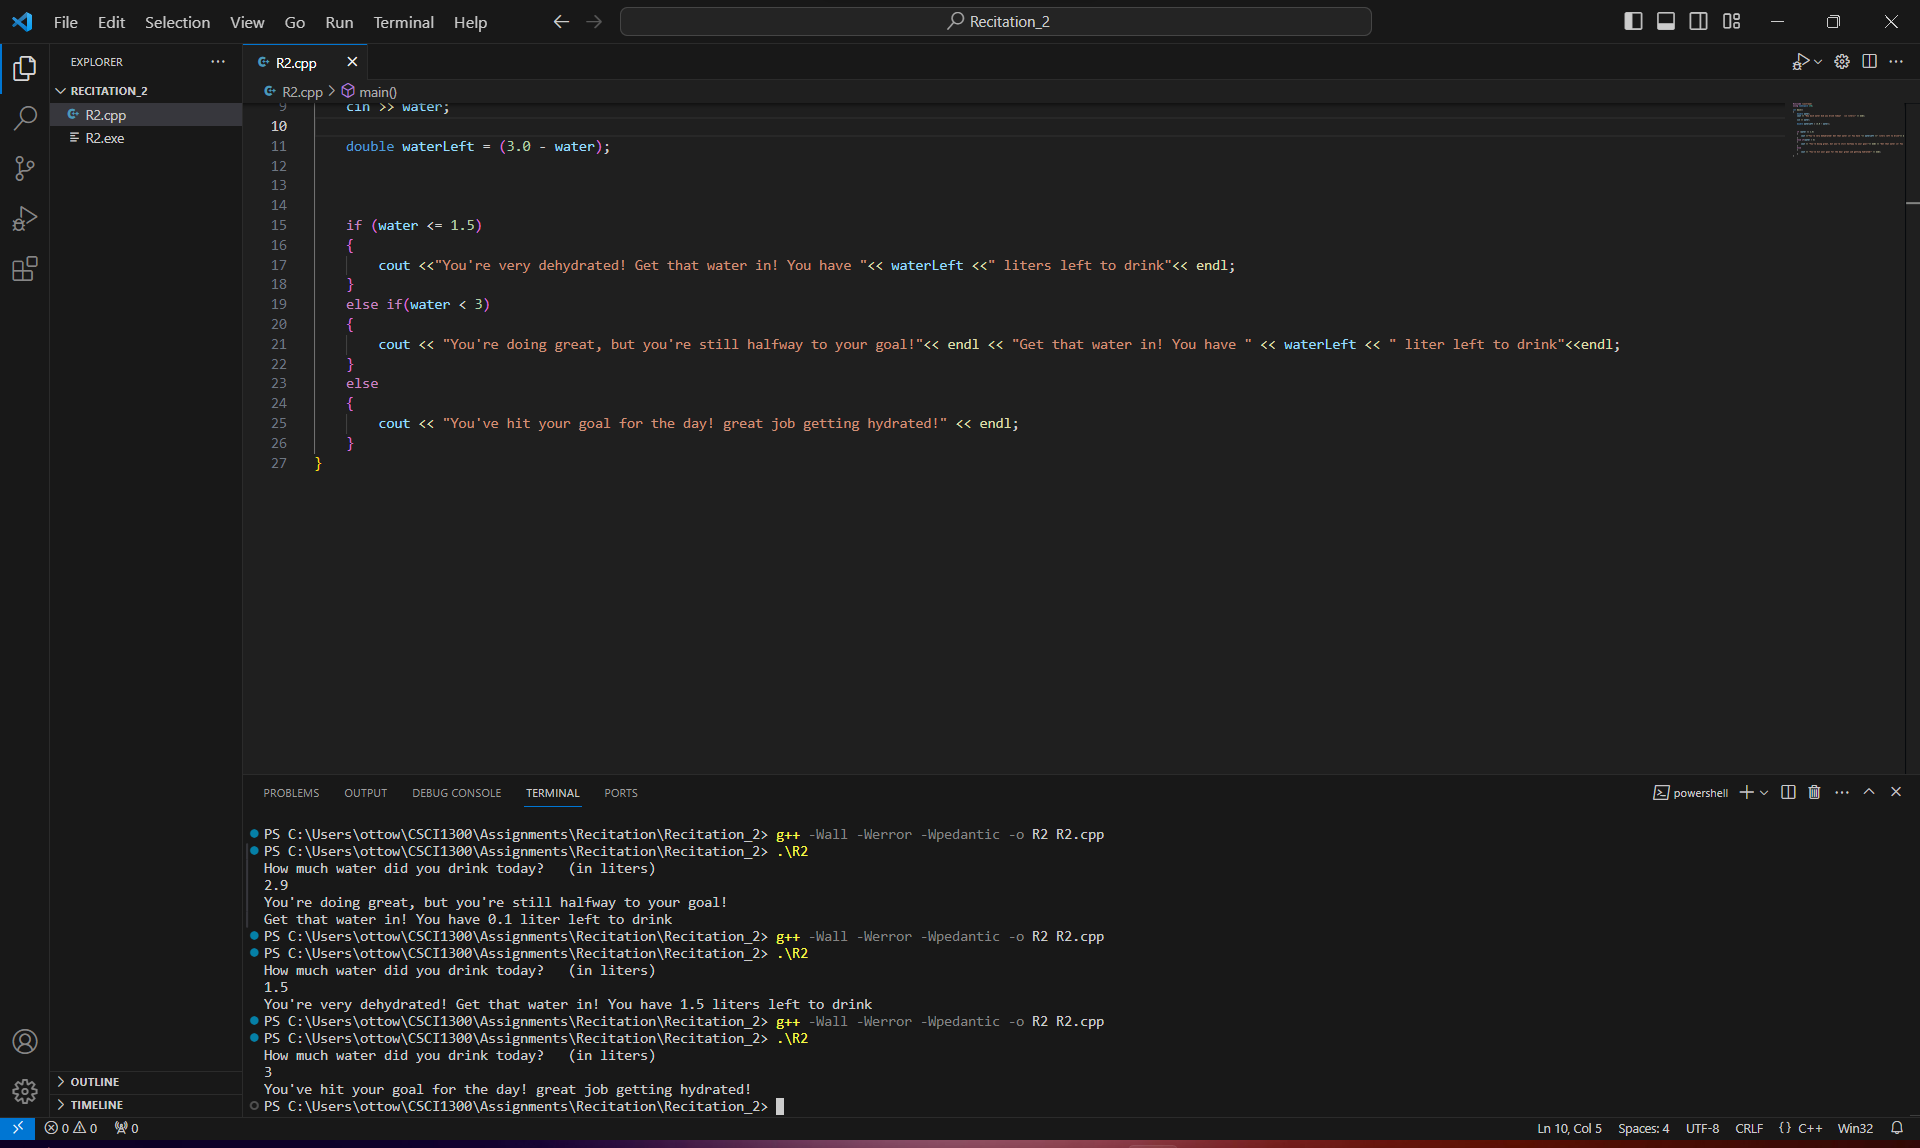 File Edit Selection View Go Run Terminal Help
Recitation_2
EXPLORER
R2.cpp
RECITATION_2
R2.cpp
R2.exe
R2.cpp > main()
9 cin >> water;
10
11 double waterLeft = (3.0 - water);
12
13
14
15 if (water <= 1.5)
16 {
17 cout <<"You're very dehydrated! Get that water in! You have "<< waterLeft <<" liters left to drink"<< endl;
18 }
19 else if(water < 3)
20 {
21 cout << "You're doing great, but you're still halfway to your goal!"<< endl << "Get that water in! You have " << waterLeft << " liter left to drink"<<endl;
22 }
23 else
24 {
25 cout << "You've hit your goal for the day! great job getting hydrated!" << endl;
26 }
27 }
PROBLEMS OUTPUT DEBUG CONSOLE TERMINAL PORTS
powershell
PS C:\Users\ottow\CSCI1300\Assignments\Recitation\Recitation_2> g++ -Wall -Werror -Wpedantic -o R2 R2.cpp
PS C:\Users\ottow\CSCI1300\Assignments\Recitation\Recitation_2> .\R2
How much water did you drink today?   (in liters)
2.9
You're doing great, but you're still halfway to your goal!
Get that water in! You have 0.1 liter left to drink
PS C:\Users\ottow\CSCI1300\Assignments\Recitation\Recitation_2> g++ -Wall -Werror -Wpedantic -o R2 R2.cpp
PS C:\Users\ottow\CSCI1300\Assignments\Recitation\Recitation_2> .\R2
How much water did you drink today?   (in liters)
1.5
You're very dehydrated! Get that water in! You have 1.5 liters left to drink
PS C:\Users\ottow\CSCI1300\Assignments\Recitation\Recitation_2> g++ -Wall -Werror -Wpedantic -o R2 R2.cpp
PS C:\Users\ottow\CSCI1300\Assignments\Recitation\Recitation_2> .\R2
How much water did you drink today?   (in liters)
3
You've hit your goal for the day! great job getting hydrated!
PS C:\Users\ottow\CSCI1300\Assignments\Recitation\Recitation_2>
OUTLINE
TIMELINE
0 0 0
Ln 10, Col 5 Spaces: 4 UTF-8 CRLF {} C++ Win32